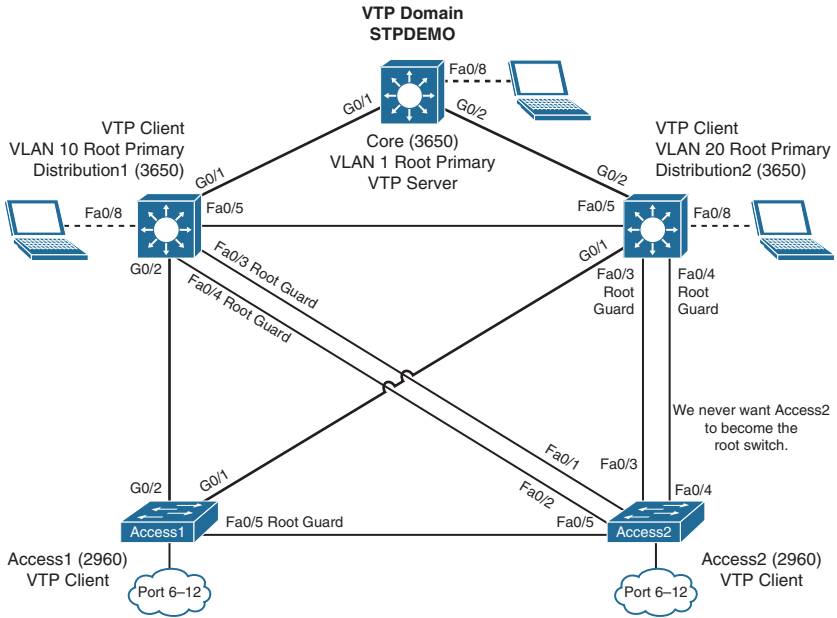 VTP Domain
STPDEMO
Fa0/8
G0/1
G0/2
VTP Client
VLAN 10 Root Primary
Distribution1 (3650)
Core (3650)
VLAN 1 Root Primary
VTP Server
VTP Client
VLAN 20 Root Primary
Distribution2 (3650)
G0/1
G0/2
Fa0/8
Fa0/5
Fa0/5
Fa0/8
G0/2
Fa0/3 Root Guard
Fa0/4 Root Guard
G0/1
Fa0/3
Root
Guard
Fa0/4
Root
Guard
We never want Access2
to become the
root switch.
G0/2
G0/1
Fa0/1
Fa0/2
Fa0/3
Fa0/4
Access1
Fa0/5 Root Guard
Fa0/5
Access2
Access1 (2960)
VTP Client
Port 6–12
Port 6–12
Access2 (2960)
VTP Client